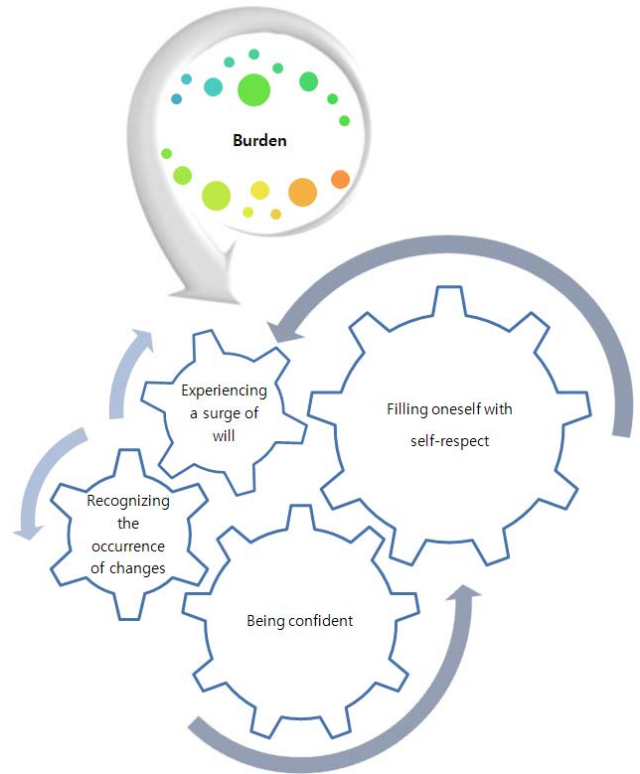 Burden
Experiencing
a surge of
will
Filling oneself with
self-respect
Recognizing
the
occurrence
of changes
Being confident